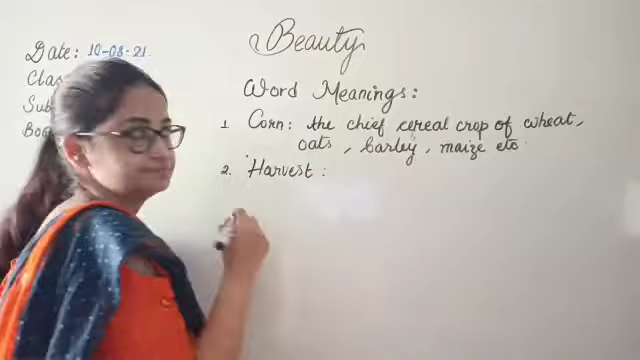 Beauty
Date: 10-08-21.
Word Meanings:
1. Corn: the chief cereal crop of wheat,
oats, barley, maize etc.
2. Harvest: